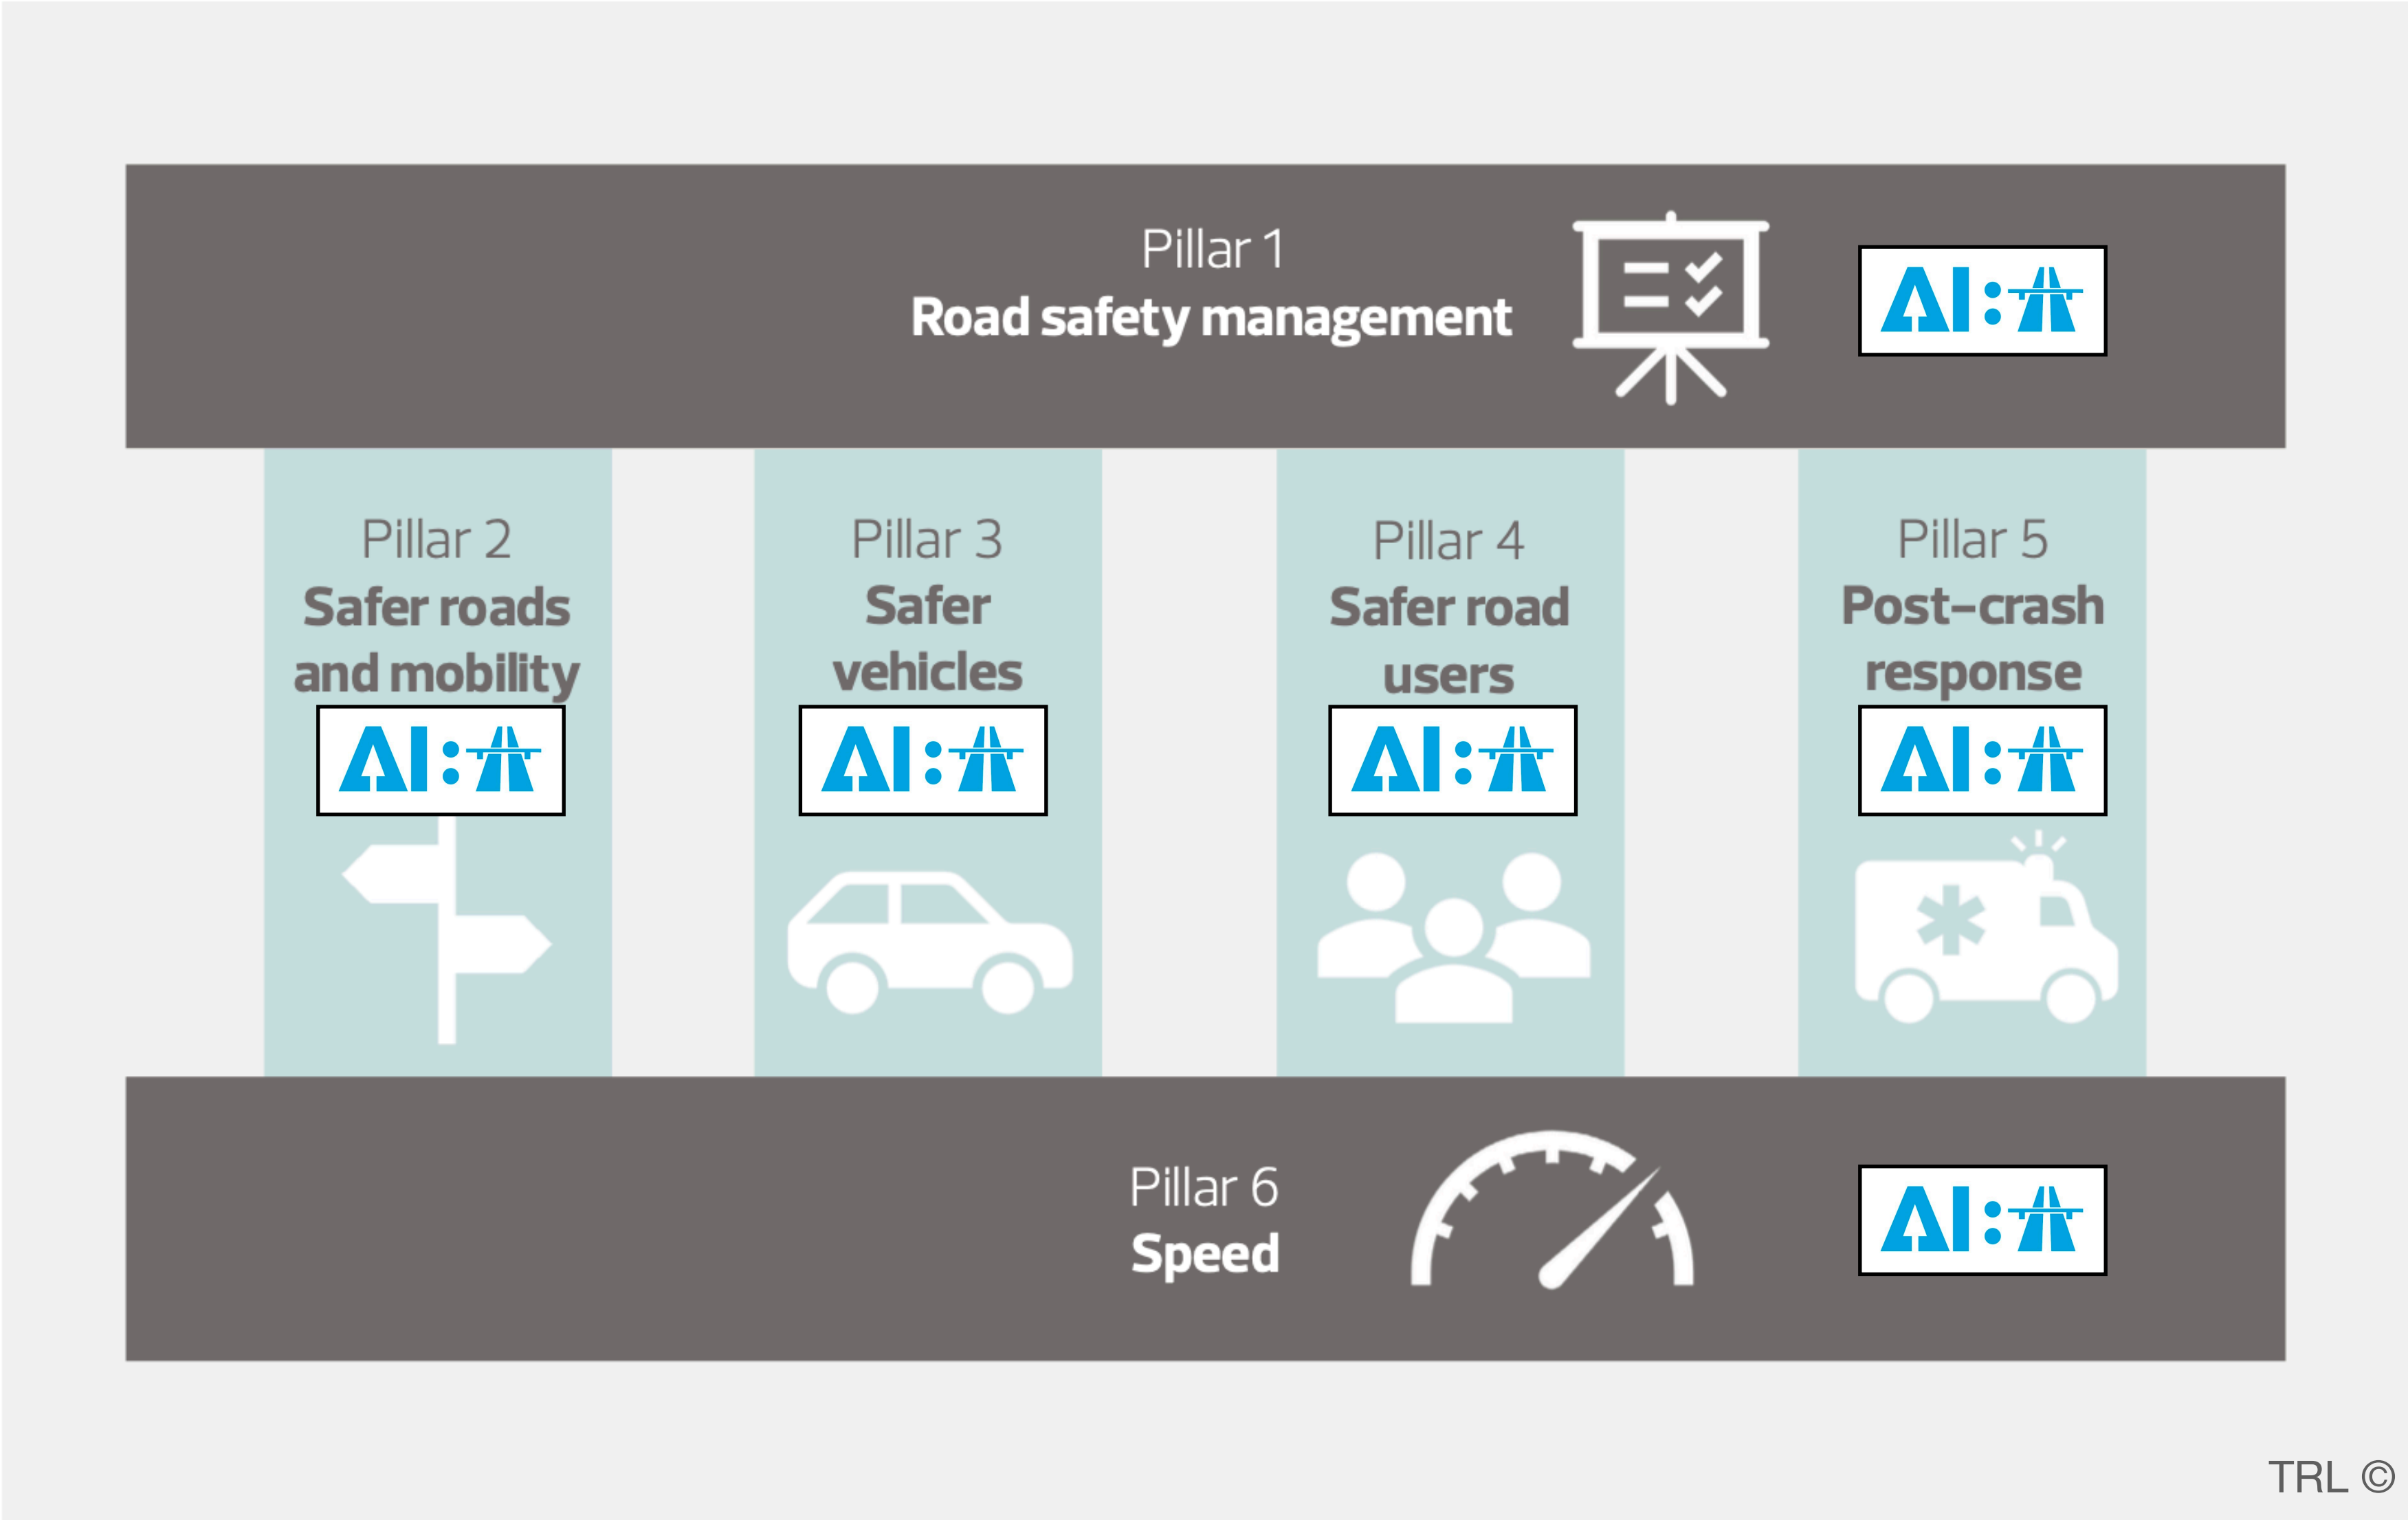 Pillar 1
Road safety management
AI:
Pillar 2
Safer roads
and mobility
AI:
Pillar 3
Safer
vehicles
AI:
Pillar 4
Safer road
users
AI:
Pillar 5
Post-crash
response
AI:
Pillar 6
Speed
AI:
TRL ©